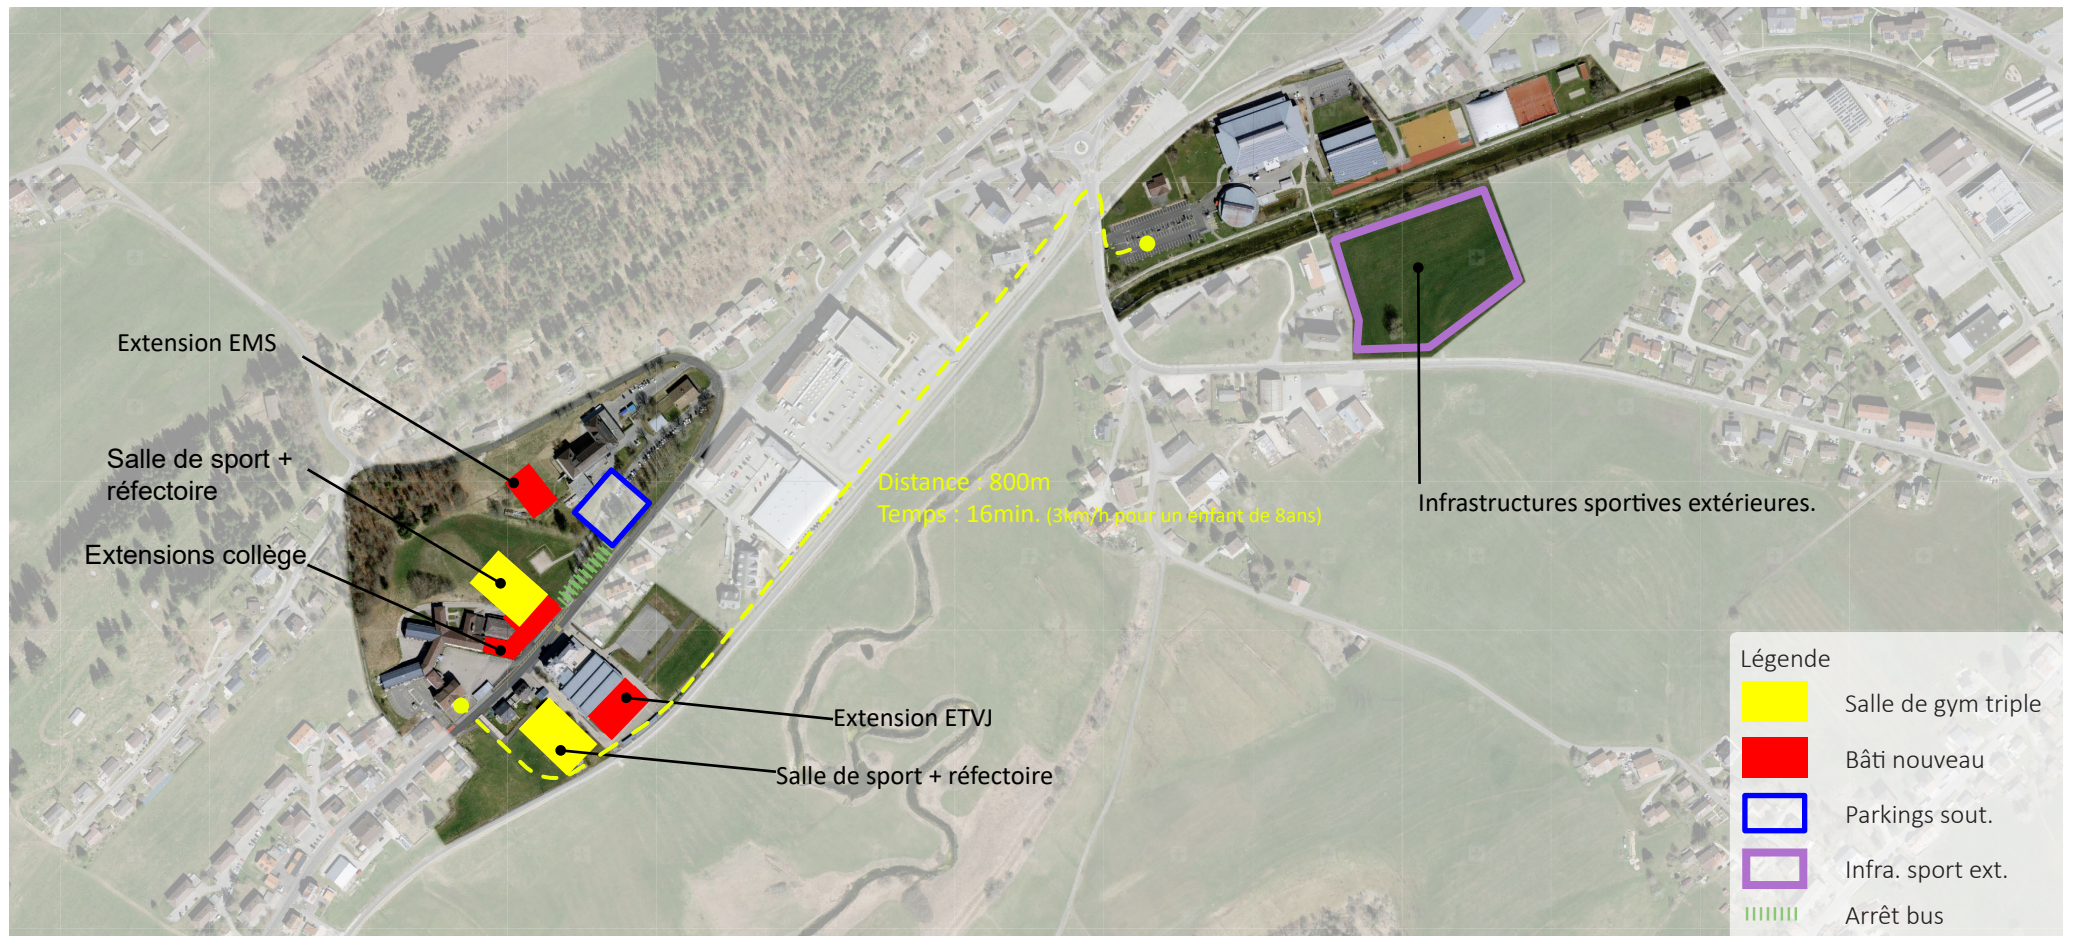 Extension EMS
Salle de sport +
réfectoire
Extensions collège
Distance : 800m
Temps : 16min. (3km/h pour un enfant de 8ans)
Infrastructures sportives extérieures.
Extension ETVJ
Salle de sport + réfectoire
Légende
Salle de gym triple
Bâti nouveau
Parkings sout.
Infra. sport ext.
Arrêt bus